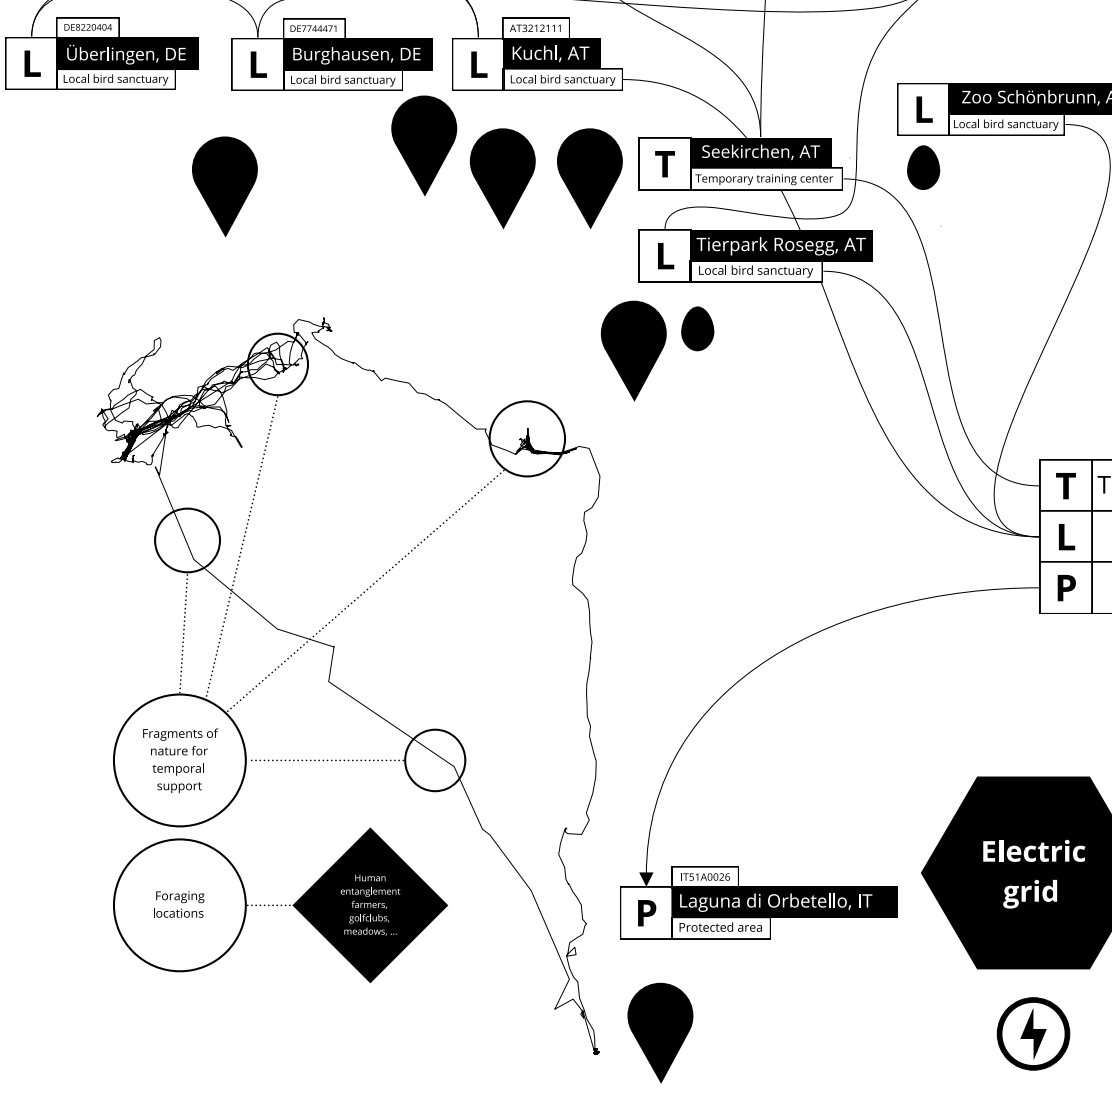 DE8220404
L
Überlingen, DE
Local bird sanctuary
DE7744471
L
Burghausen, DE
Local bird sanctuary
AT3212111
L
Kuchl, AT
Local bird sanctuary
L
Zoo Schönbrunn, A
Local bird sanctuary
T
Seekirchen, AT
Temporary training center
L
Tierpark Rosegg, AT
Local bird sanctuary
T
T
L
P
Fragments of
nature for
temporal
support
Foraging
locations
Human
entanglement
farmers,
golfclubs,
meadows, ...
IT51A0026
P
Laguna di Orbetello, IT
Protected area
Electric
grid